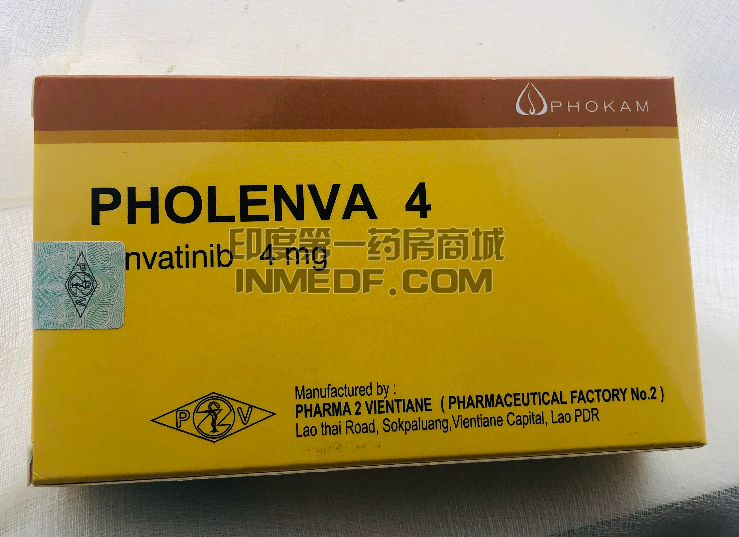 PHOKAM
PHOLENVA 4
nvatinib 4 mg
印度第一药房商城
INMEDF.COM
P V
Manufactured by :
PHARMA 2 VIENTIANE ( PHARMACEUTICAL FACTORY No.2 )
Lao thai Road, Sokpaluang,Vientiane Capital, Lao PDR